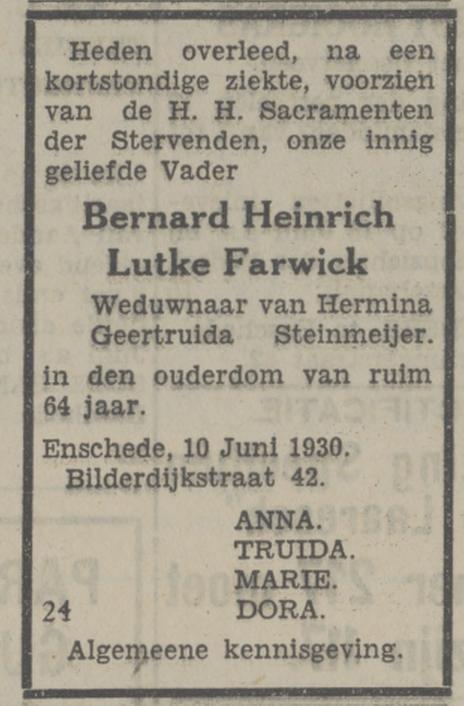 Heden overleed, na een
kortstondige ziekte, voorzien
van de H. H. Sacramenten
der Stervenden, onze innig
geliefde Vader
Bernard Heinrich
Lutke Farwick
Weduwnaar van Hermina
Geertruida Steinmeijer.
in den ouderdom van ruim
64 jaar.
Enschede, 10 Juni 1930.
Bilderdijkstraat 42.
ANNA.
TRUIDA.
MARIE.
24 DORA.
Algemeene kennisgeving.